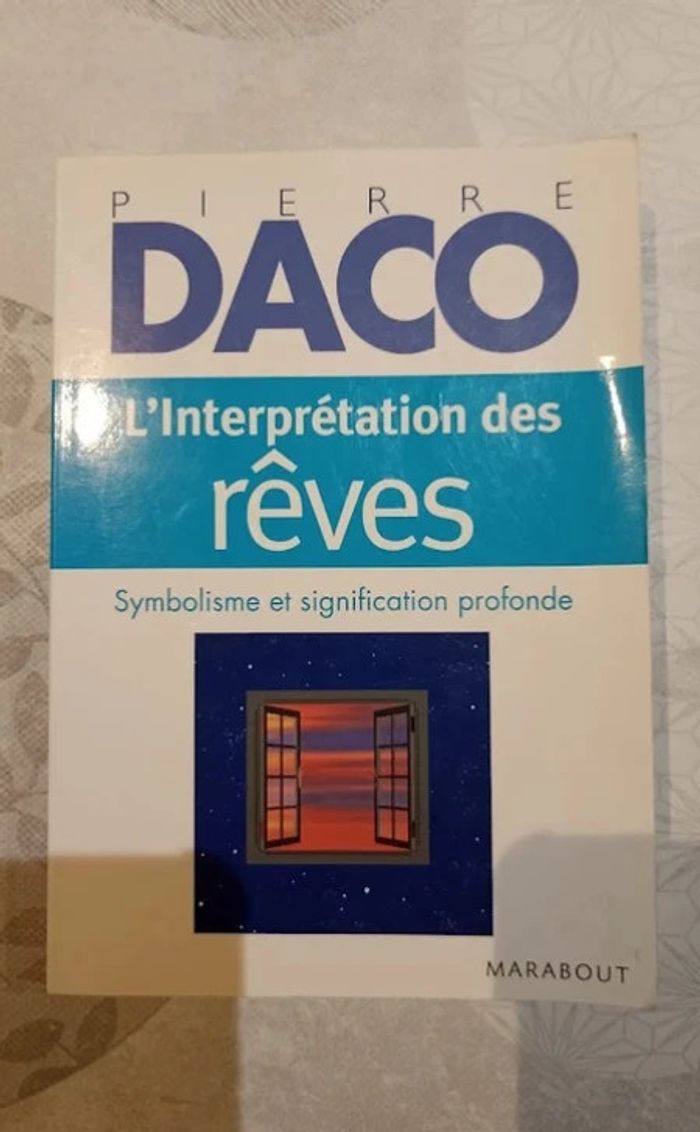 PIERRE
DACO
L'Interprétation des
rêves
Symbolisme et signification profonde
MARABOUT